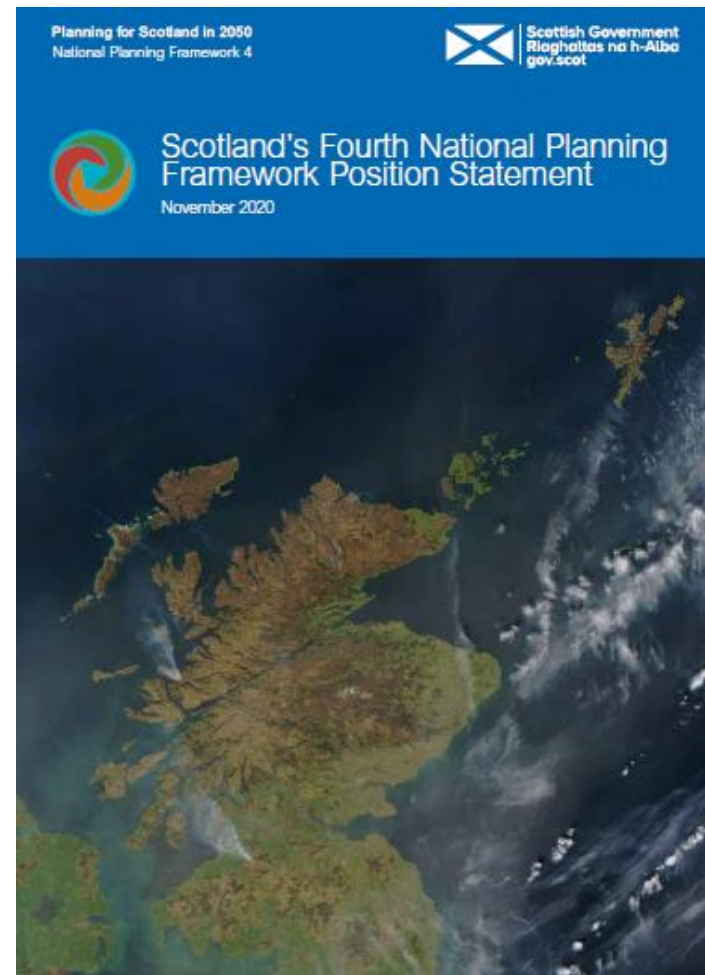 Planning for Scotland in 2050
National Planning Framework 4
Scottish Government
Riaghaltas na h-Alba
gov.scot
Scotland's Fourth National Planning
Framework Position Statement
November 2020